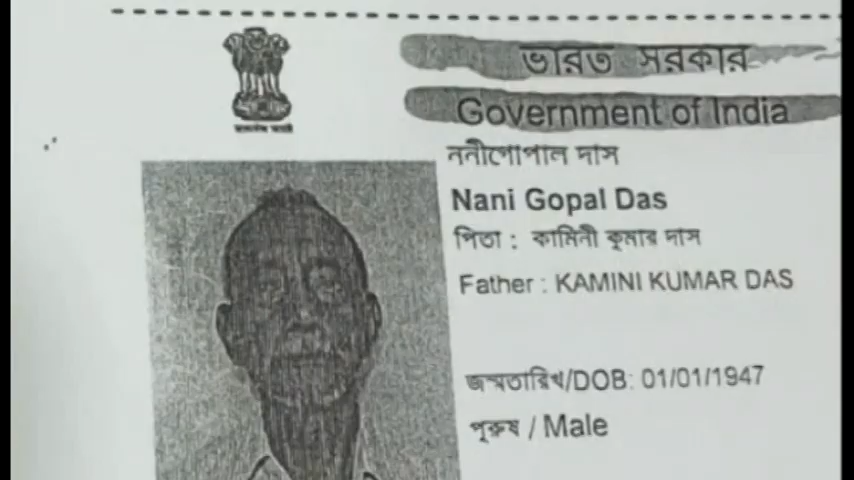 ভারত সরকার
Government of India
ননীগোপাল দাস
Nani Gopal Das
পিতা : কামিনী কুমার দাস
Father : KAMINI KUMAR DAS
জন্মতারিখ/DOB: 01/01/1947
পুরুষ / Male